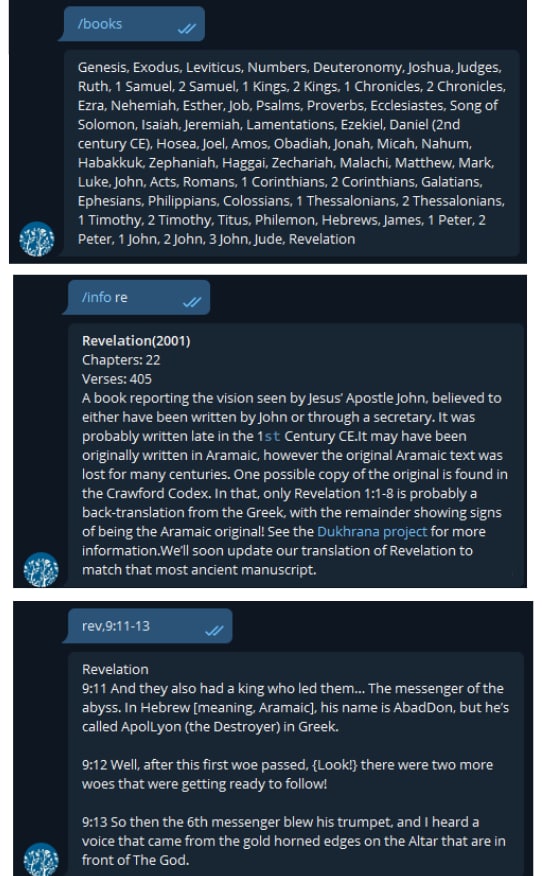 /books
Genesis, Exodus, Leviticus, Numbers, Deuteronomy, Joshua, Judges,
Ruth, 1 Samuel, 2 Samuel, 1 Kings, 2 Kings, 1 Chronicles, 2 Chronicles,
Ezra, Nehemiah, Esther, Job, Psalms, Proverbs, Ecclesiastes, Song of
Solomon, Isaiah, Jeremiah, Lamentations, Ezekiel, Daniel (2nd
century CE), Hosea, Joel, Amos, Obadiah, Jonah, Micah, Nahum,
Habakkuk, Zephaniah, Haggai, Zechariah, Malachi, Matthew, Mark,
Luke, John, Acts, Romans, 1 Corinthians, 2 Corinthians, Galatians,
Ephesians, Philippians, Colossians, 1 Thessalonians, 2 Thessalonians,
1 Timothy, 2 Timothy, Titus, Philemon, Hebrews, James, 1 Peter, 2
Peter, 1 John, 2 John, 3 John, Jude, Revelation
/info re
Revelation(2001)
Chapters: 22
Verses: 405
A book reporting the vision seen by Jesus' Apostle John, believed to
either have been written by John or through a secretary. It was
probably written late in the 1st Century CE.It may have been
originally written in Aramaic, however the original Aramaic text was
lost for many centuries. One possible copy of the original is found in
the Crawford Codex. In that, only Revelation 1:1-8 is probably a
back-translation from the Greek, with the remainder showing signs
of being the Aramaic original! See the Dukhrana project for more
information.We'll soon update our translation of Revelation to
match that most ancient manuscript.
rev,9:11-13
Revelation
9:11 And they also had a king who led them... The messenger of the
abyss. In Hebrew [meaning, Aramaic], his name is AbadDon, but he's
called ApolLyon (the Destroyer) in Greek.
9:12 Well, after this first woe passed, {Look!} there were two more
woes that were getting ready to follow!
9:13 So then the 6th messenger blew his trumpet, and I heard a
voice that came from the gold horned edges on the Altar that are in
front of The God.